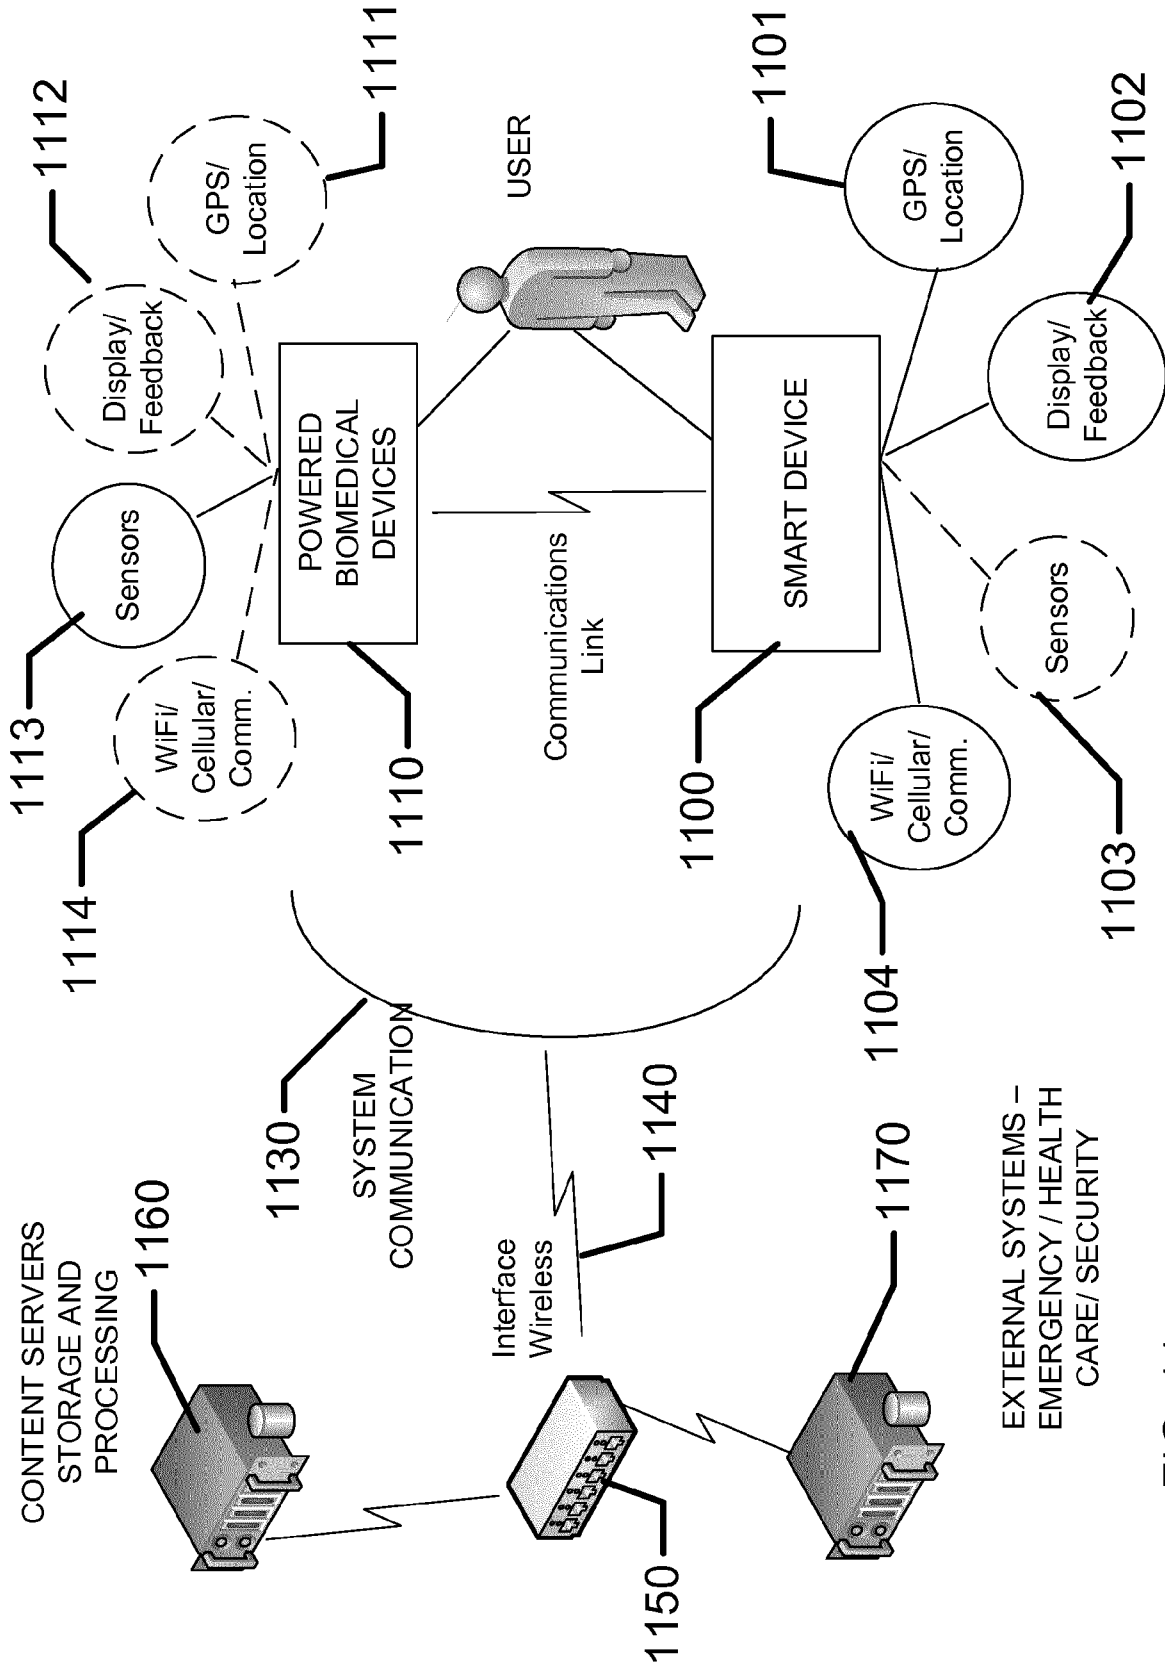 CONTENT SERVERS
STORAGE AND
PROCESSING
1160
1113
1112
1114
Sensors
Display/
Feedback
WiFi/
Cellular/
Comm.
GPS/
Location
1111
1130
SYSTEM
COMMUNICATION
1110
POWERED
BIOMEDICAL
DEVICES
USER
Interface
Wireless
Communications
Link
1150
1140
1100
SMART DEVICE
1101
1170
1104
WiFi/
Cellular/
Comm.
GPS/
Location
EXTERNAL SYSTEMS –
EMERGENCY / HEALTH
CARE/ SECURITY
1103
Sensors
Display/
Feedback
1102